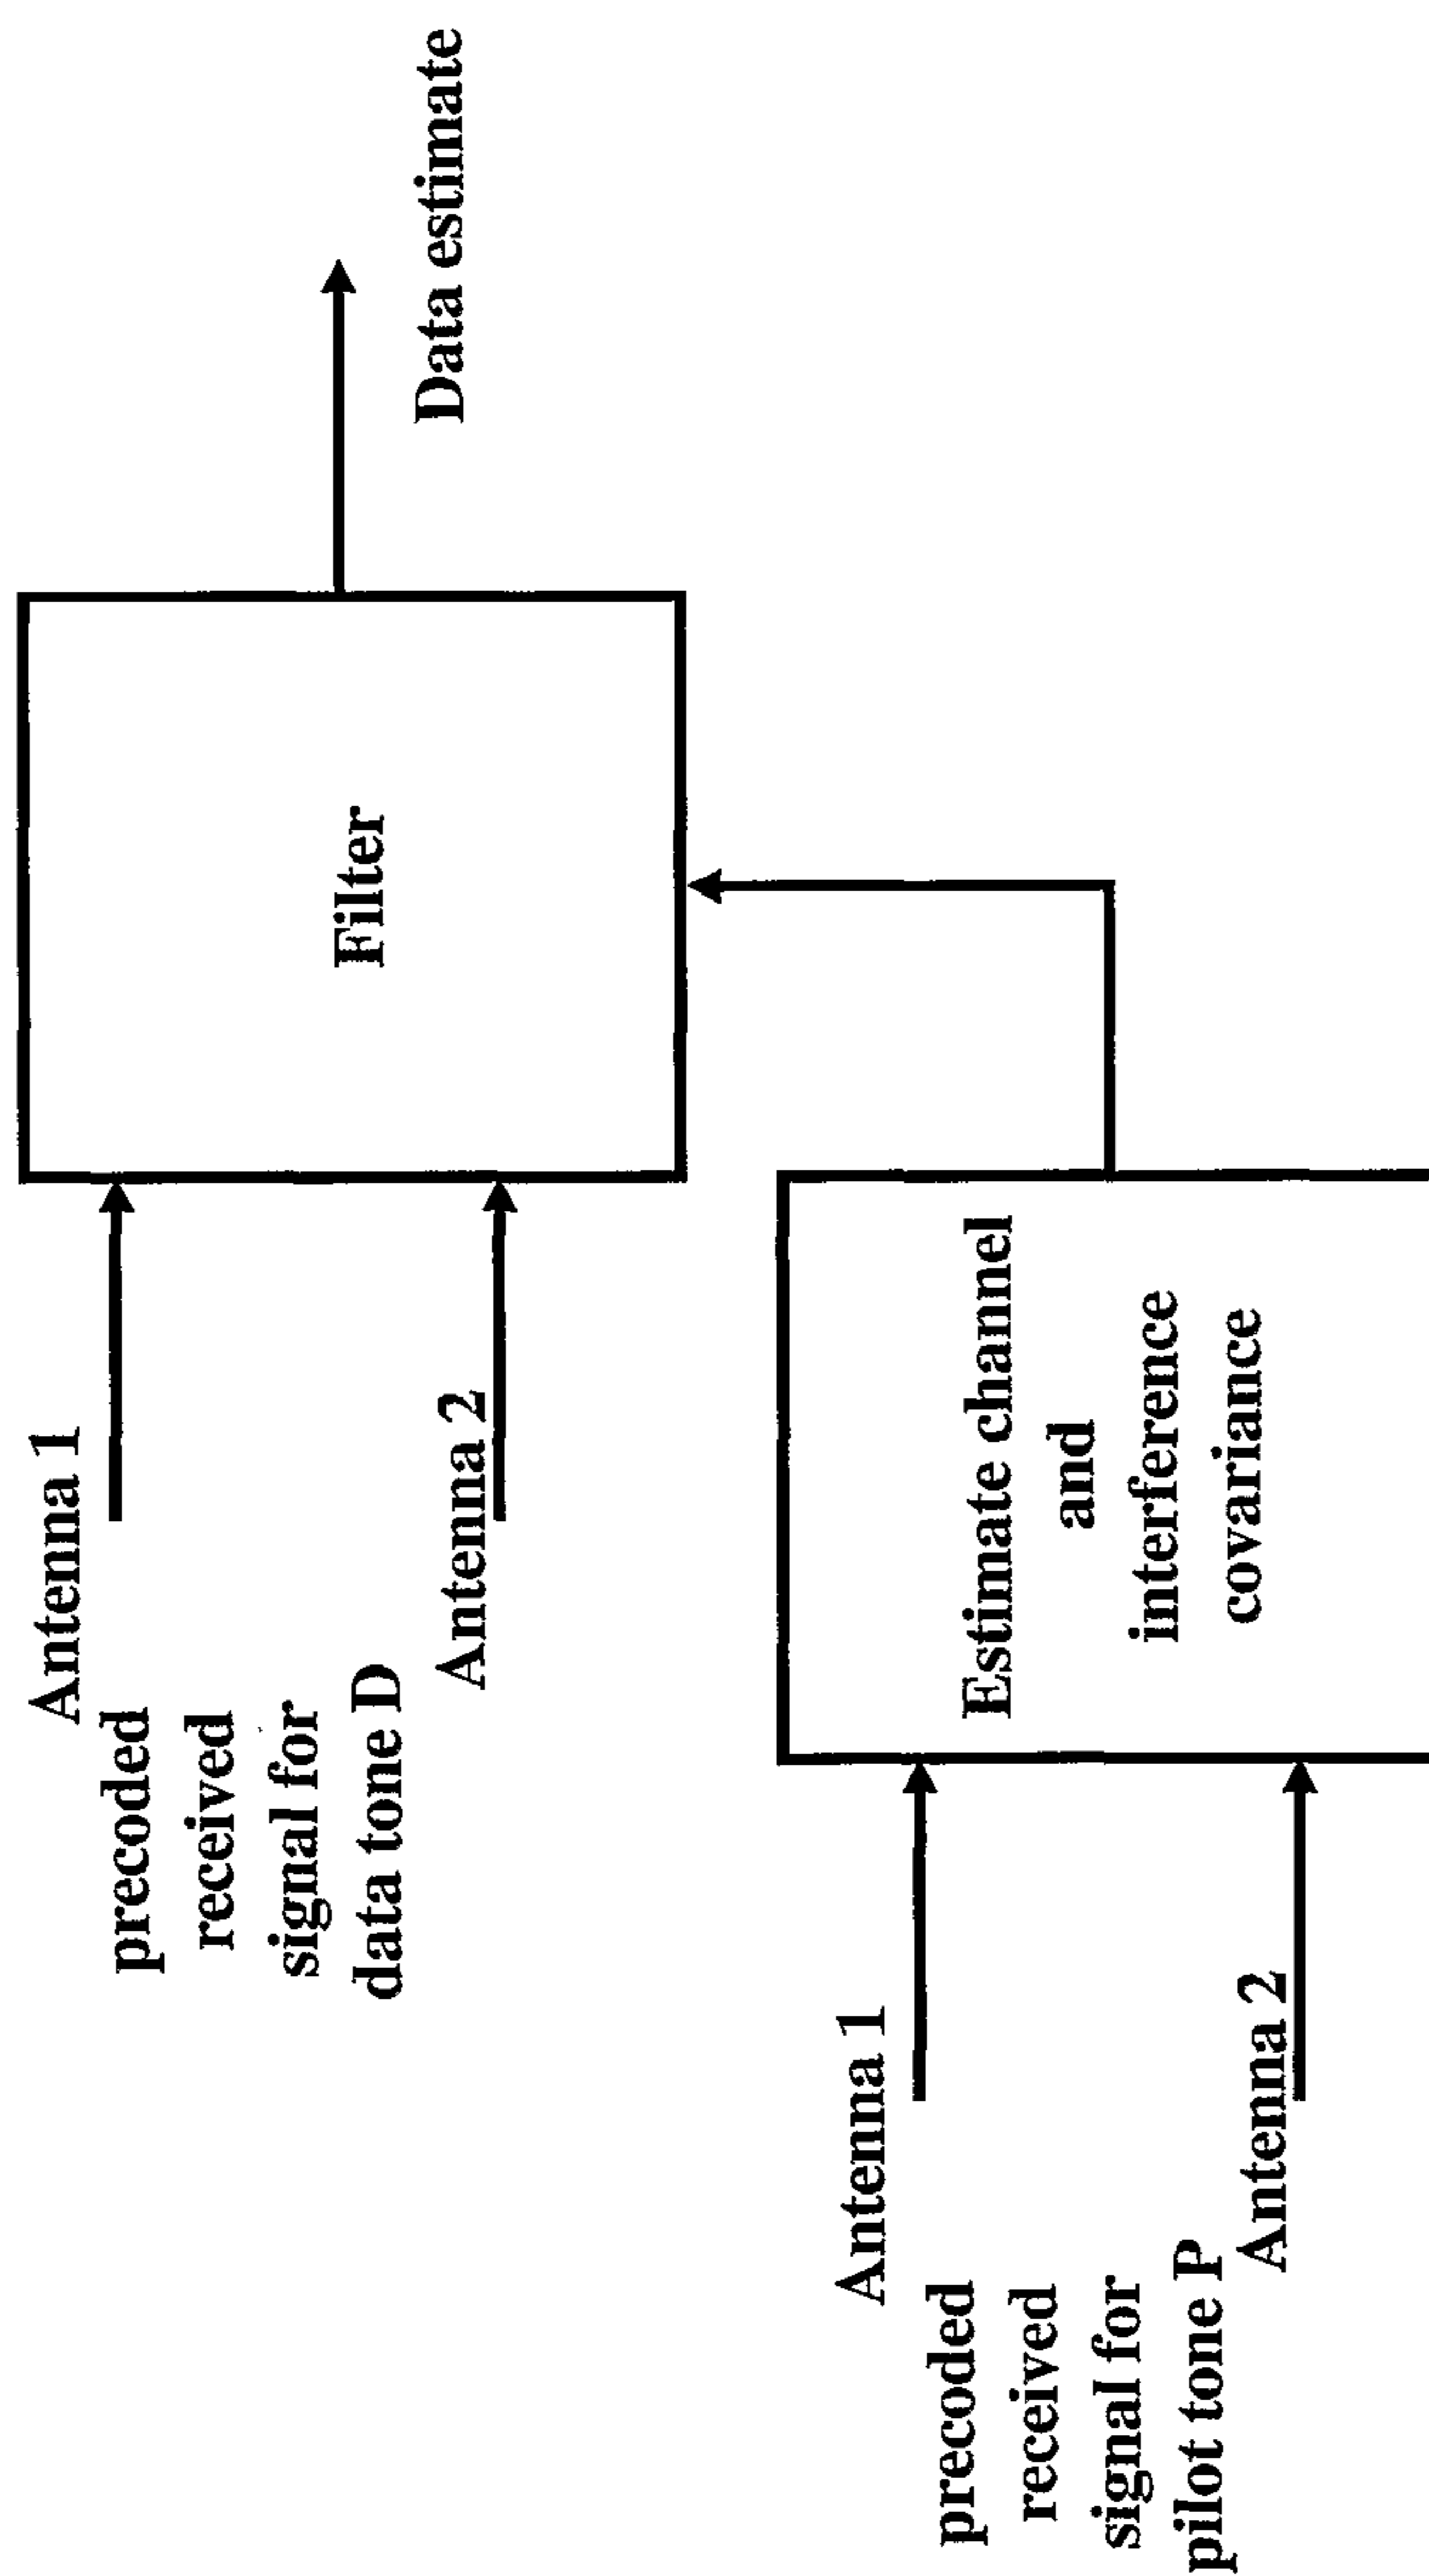 Antenna 1
precoded
received
signal for
data tone D
Antenna 2
Filter
Data estimate
Antenna 1
precoded
received
signal for
pilot tone P
Antenna 2
Estimate channel
and
interference
covariance